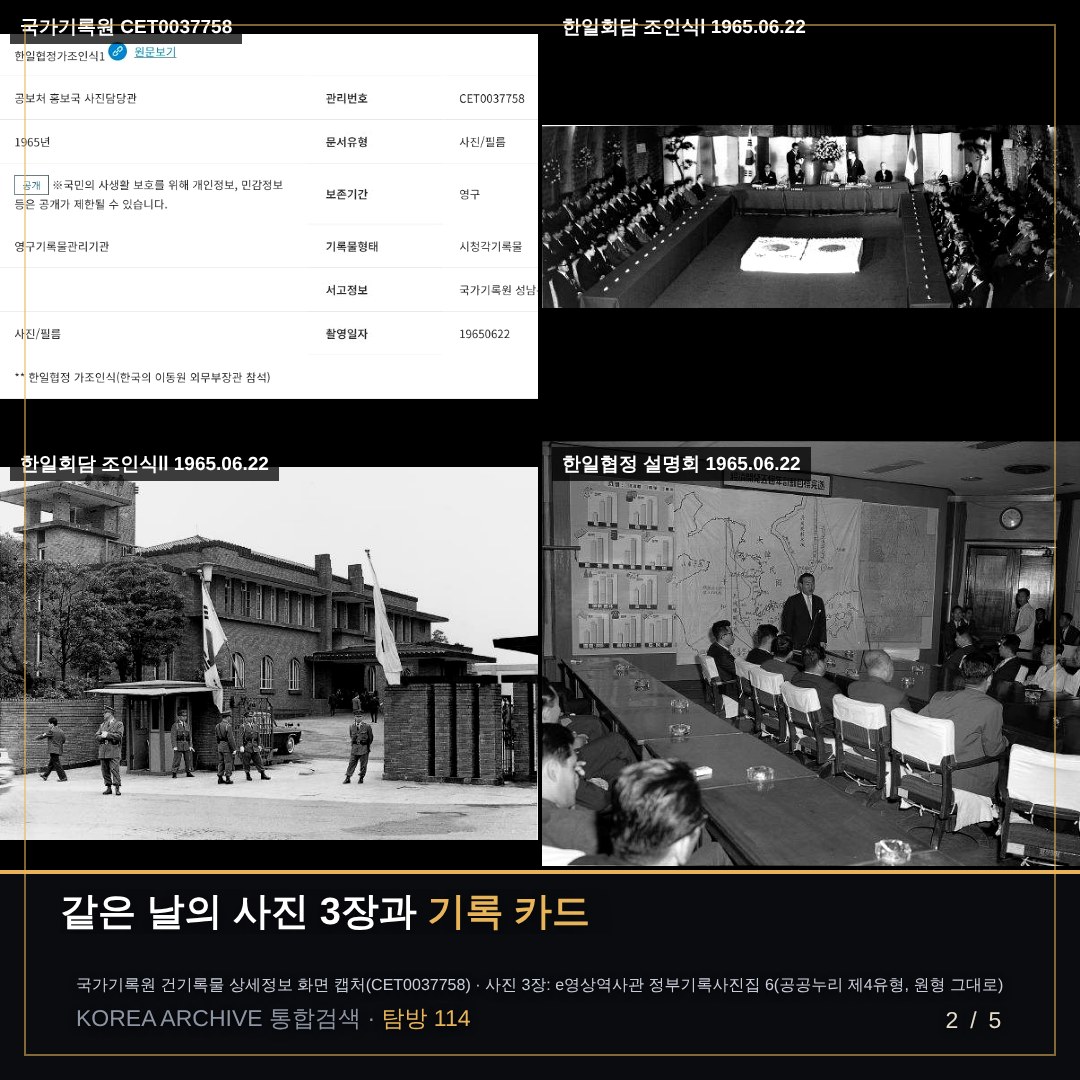 국가기록원 CET0037758
한일협정가조인식1 원문보기
공보처 홍보국 사진담당관 관리번호 CET0037758
1965년 문서유형 사진/필름
공개 ※국민의 사생활 보호를 위해 개인정보, 민감정보
등은 공개가 제한될 수 있습니다.
보존기간 영구
영구기록물관리기관 기록물형태 시청각기록물
서고정보 국가기록원 성남
사진/필름 촬영일자 19650622
** 한일협정 가조인식(한국의 이동원 외무부장관 참석)
한일회담 조인식I 1965.06.22
한일회담 조인식II 1965.06.22
한일협정 설명회 1965.06.22
같은 날의 사진 3장과 기록 카드
국가기록원 건기록물 상세정보 화면 캡처(CET0037758) · 사진 3장: e영상역사관 정부기록사진집 6(공공누리 제4유형, 원형 그대로)
KOREA ARCHIVE 통합검색 · 탐방 114
2 / 5